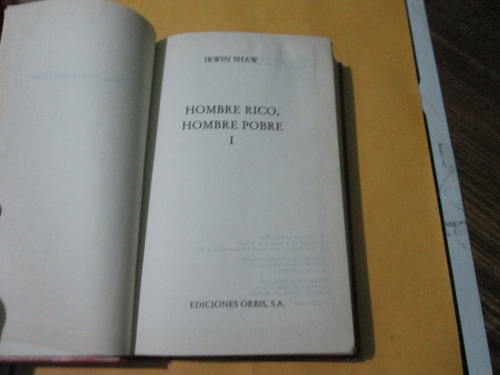 IRWIN SHAW
HOMBRE RICO,
HOMBRE POBRE
I
EDICIONES ORBIS, S.A.